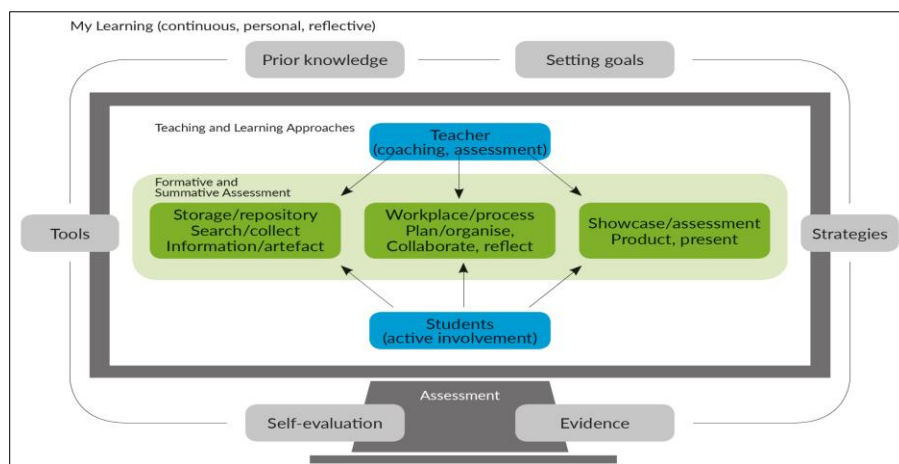 My Learning (continuous, personal, reflective)
Prior knowledge
Setting goals
Teaching and Learning Approaches
Teacher
(coaching, assessment)
Formative and
Summative Assessment
Storage/repository
Search/collect
Information/artefact
Workplace/process
Plan/organise,
Collaborate, reflect
Showcase/assessment
Product, present
Tools
Strategies
Students
(active involvement)
Assessment
Self-evaluation
Evidence